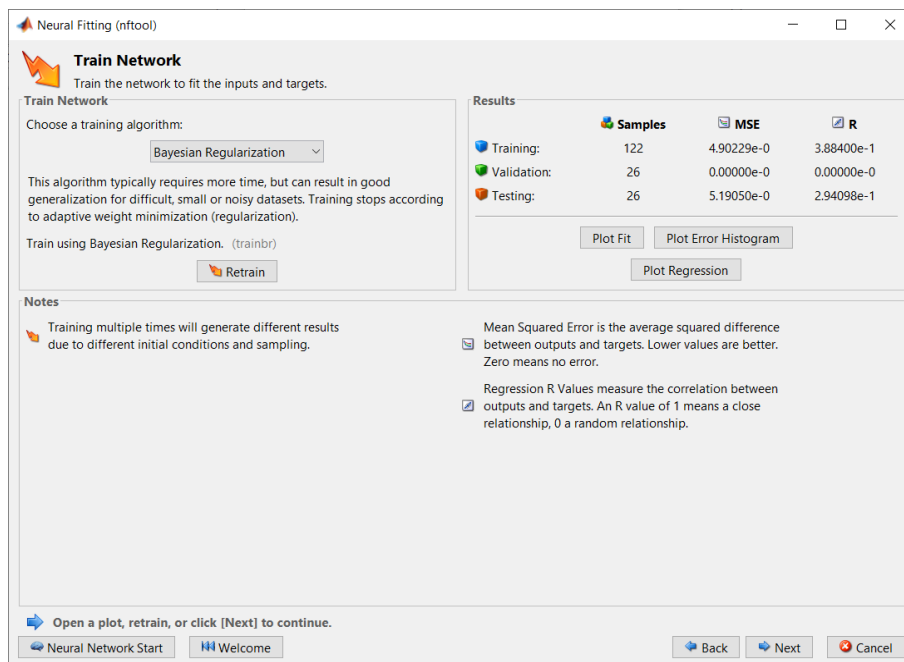 Neural Fitting (nftool)
Train Network
Train the network to fit the inputs and targets.
Train Network
Choose a training algorithm:
Bayesian Regularization
This algorithm typically requires more time, but can result in good
generalization for difficult, small or noisy datasets. Training stops according
to adaptive weight minimization (regularization).
Train using Bayesian Regularization. (trainbr)
Retrain
Results
Samples MSE R
Training: 122 4.90229e-0 3.88400e-1
Validation: 26 0.00000e-0 0.00000e-0
Testing: 26 5.19050e-0 2.94098e-1
Plot Fit Plot Error Histogram
Plot Regression
Notes
Training multiple times will generate different results
due to different initial conditions and sampling.
Mean Squared Error is the average squared difference
between outputs and targets. Lower values are better.
Zero means no error.
Regression R Values measure the correlation between
outputs and targets. An R value of 1 means a close
relationship, 0 a random relationship.
Open a plot, retrain, or click [Next] to continue.
Neural Network Start Welcome Back Next Cancel